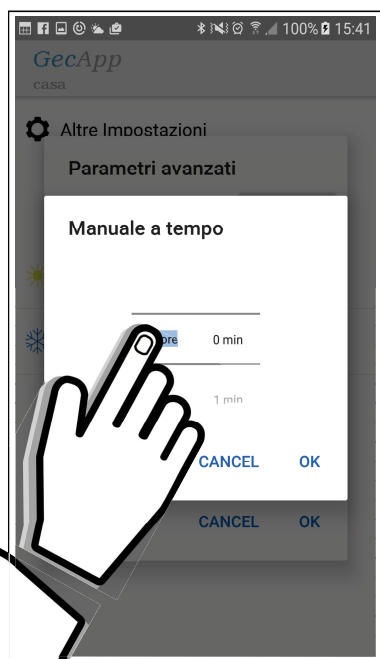 100% 15:41
GecApp
casa
Altre Impostazioni
Parametri avanzati
Manuale a tempo
0 min
1 min
CANCEL OK
CANCEL OK